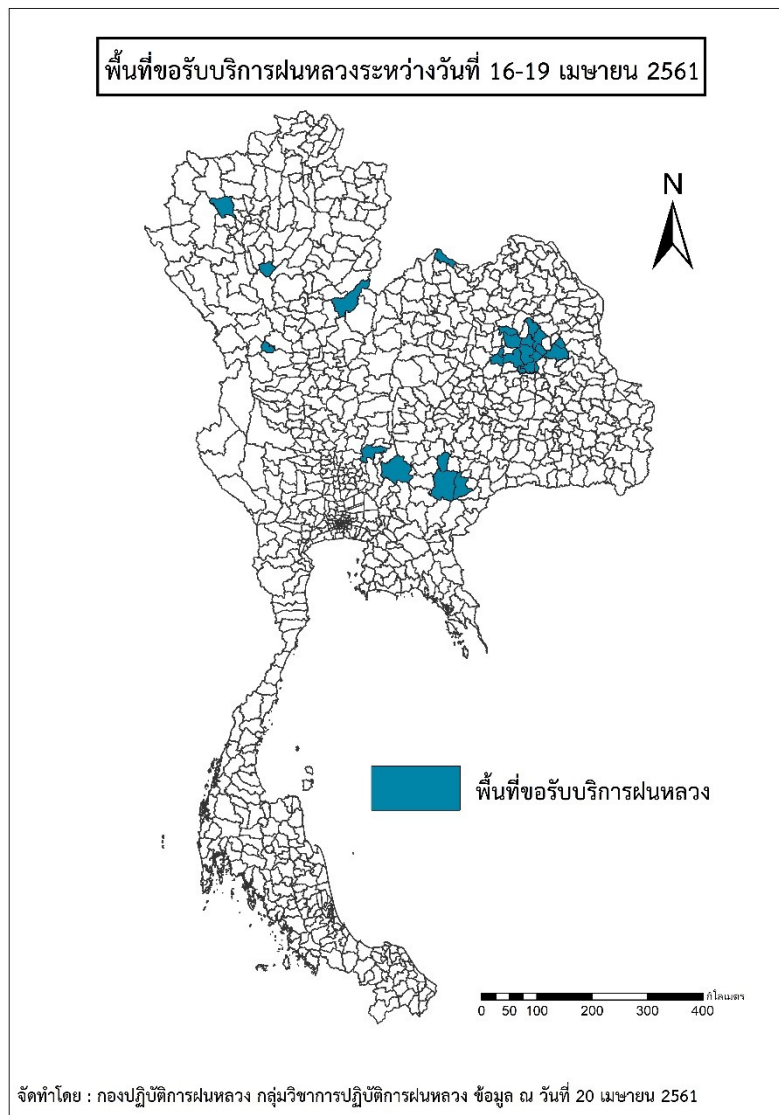 พื้นที่ขอรับบริการฝนหลวงระหว่างวันที่ 16-19 เมษายน 2561
N
พื้นที่ขอรับบริการฝนหลวง
กิโลเมตร
0 50 100 200 300 400
จัดทำโดย : กองปฏิบัติการฝนหลวง กลุ่มวิชาการปฏิบัติการฝนหลวง ข้อมูล ณ วันที่ 20 เมษายน 2561